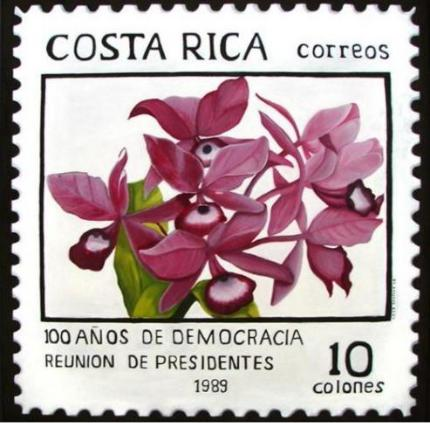 COSTA RICA correos
100 AÑOS DE DEMOCRACIA
REUNION DE PRESIDENTES
1989
10
colones